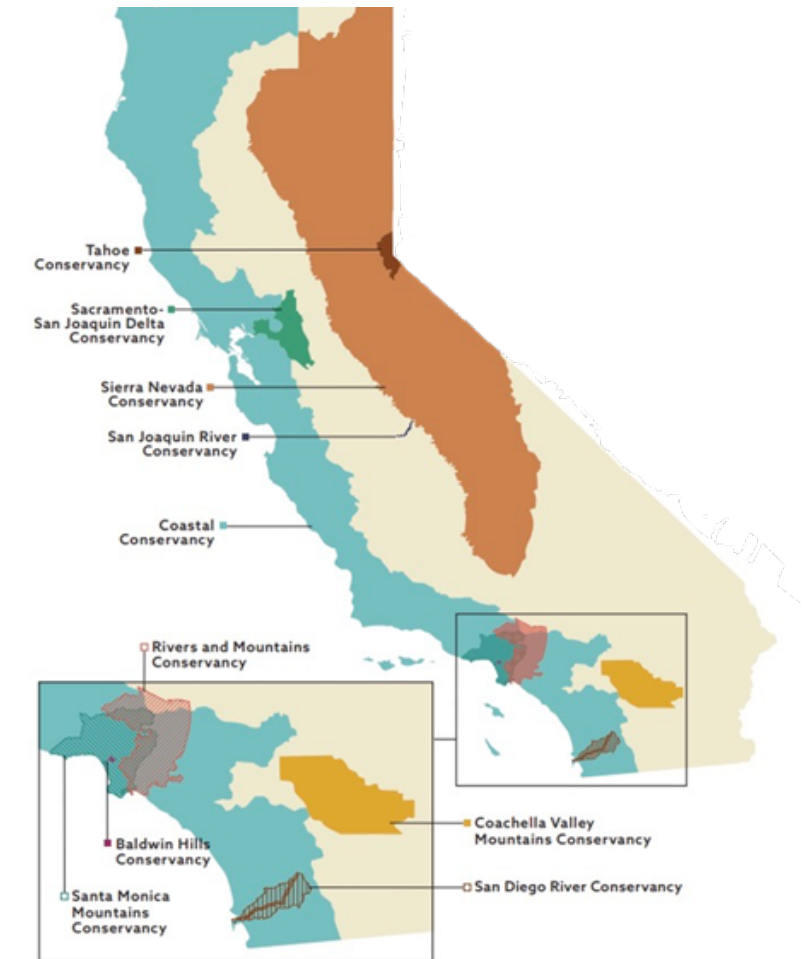 Tahoe
Conservancy
Sacramento-
San Joaquin Delta
Conservancy
Sierra Nevada
Conservancy
San Joaquin River
Conservancy
Coastal
Conservancy
Rivers and Mountains
Conservancy
Baldwin Hills
Conservancy
Santa Monica
Mountains
Conservancy
Coachella Valley
Mountains Conservancy
San Diego River Conservancy